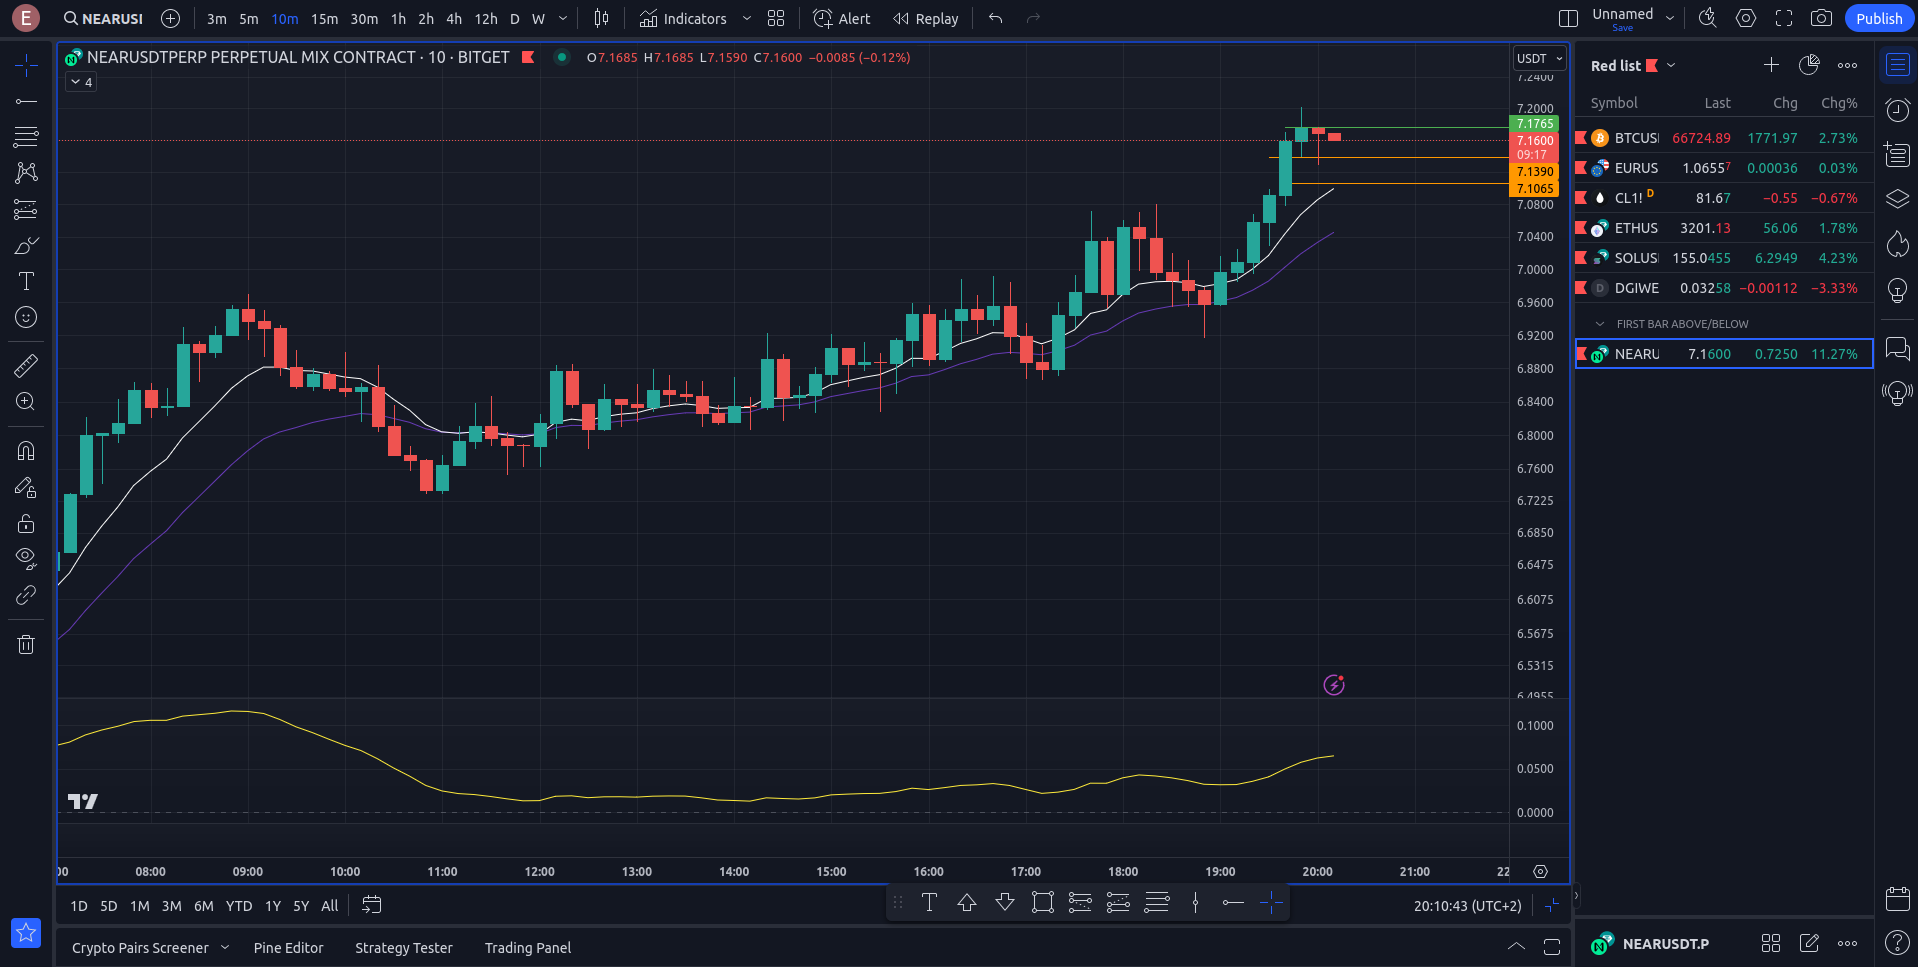 E NEARUSI 3m 5m 10m 15m 30m 1h 2h 4h 12h D W Indicators Alert Replay Unnamed Save Publish
NEARUSDTPERP PERPETUAL MIX CONTRACT · 10 · BITGET O7.1685 H7.1685 L7.1590 C7.1600 −0.0085 (−0.12%)
4
USDT
7.2400
7.2000
7.1765
7.1600
09:17
7.1390
7.1065
7.0800
7.0400
7.0000
6.9600
6.9200
6.8800
6.8400
6.8000
6.7600
6.7225
6.6850
6.6475
6.6075
6.5675
6.5315
6.4955
0.1000
0.0500
0.0000
00 08:00 09:00 10:00 11:00 12:00 13:00 14:00 15:00 16:00 17:00 18:00 19:00 20:00 21:00 22
1D 5D 1M 3M 6M YTD 1Y 5Y All
T
20:10:43 (UTC+2)
Crypto Pairs Screener Pine Editor Strategy Tester Trading Panel
Red list
Symbol Last Chg Chg%
BTCUS 66724.89 1771.97 2.73%
EURUS 1.06557 0.00036 0.03%
CL1! D 81.67 −0.55 −0.67%
ETHUS 3201.13 56.06 1.78%
SOLUS 155.0455 6.2949 4.23%
D DGIWE 0.03258 −0.00112 −3.33%
FIRST BAR ABOVE/BELOW
NEARU 7.1600 0.7250 11.27%
NEARUSDT.P